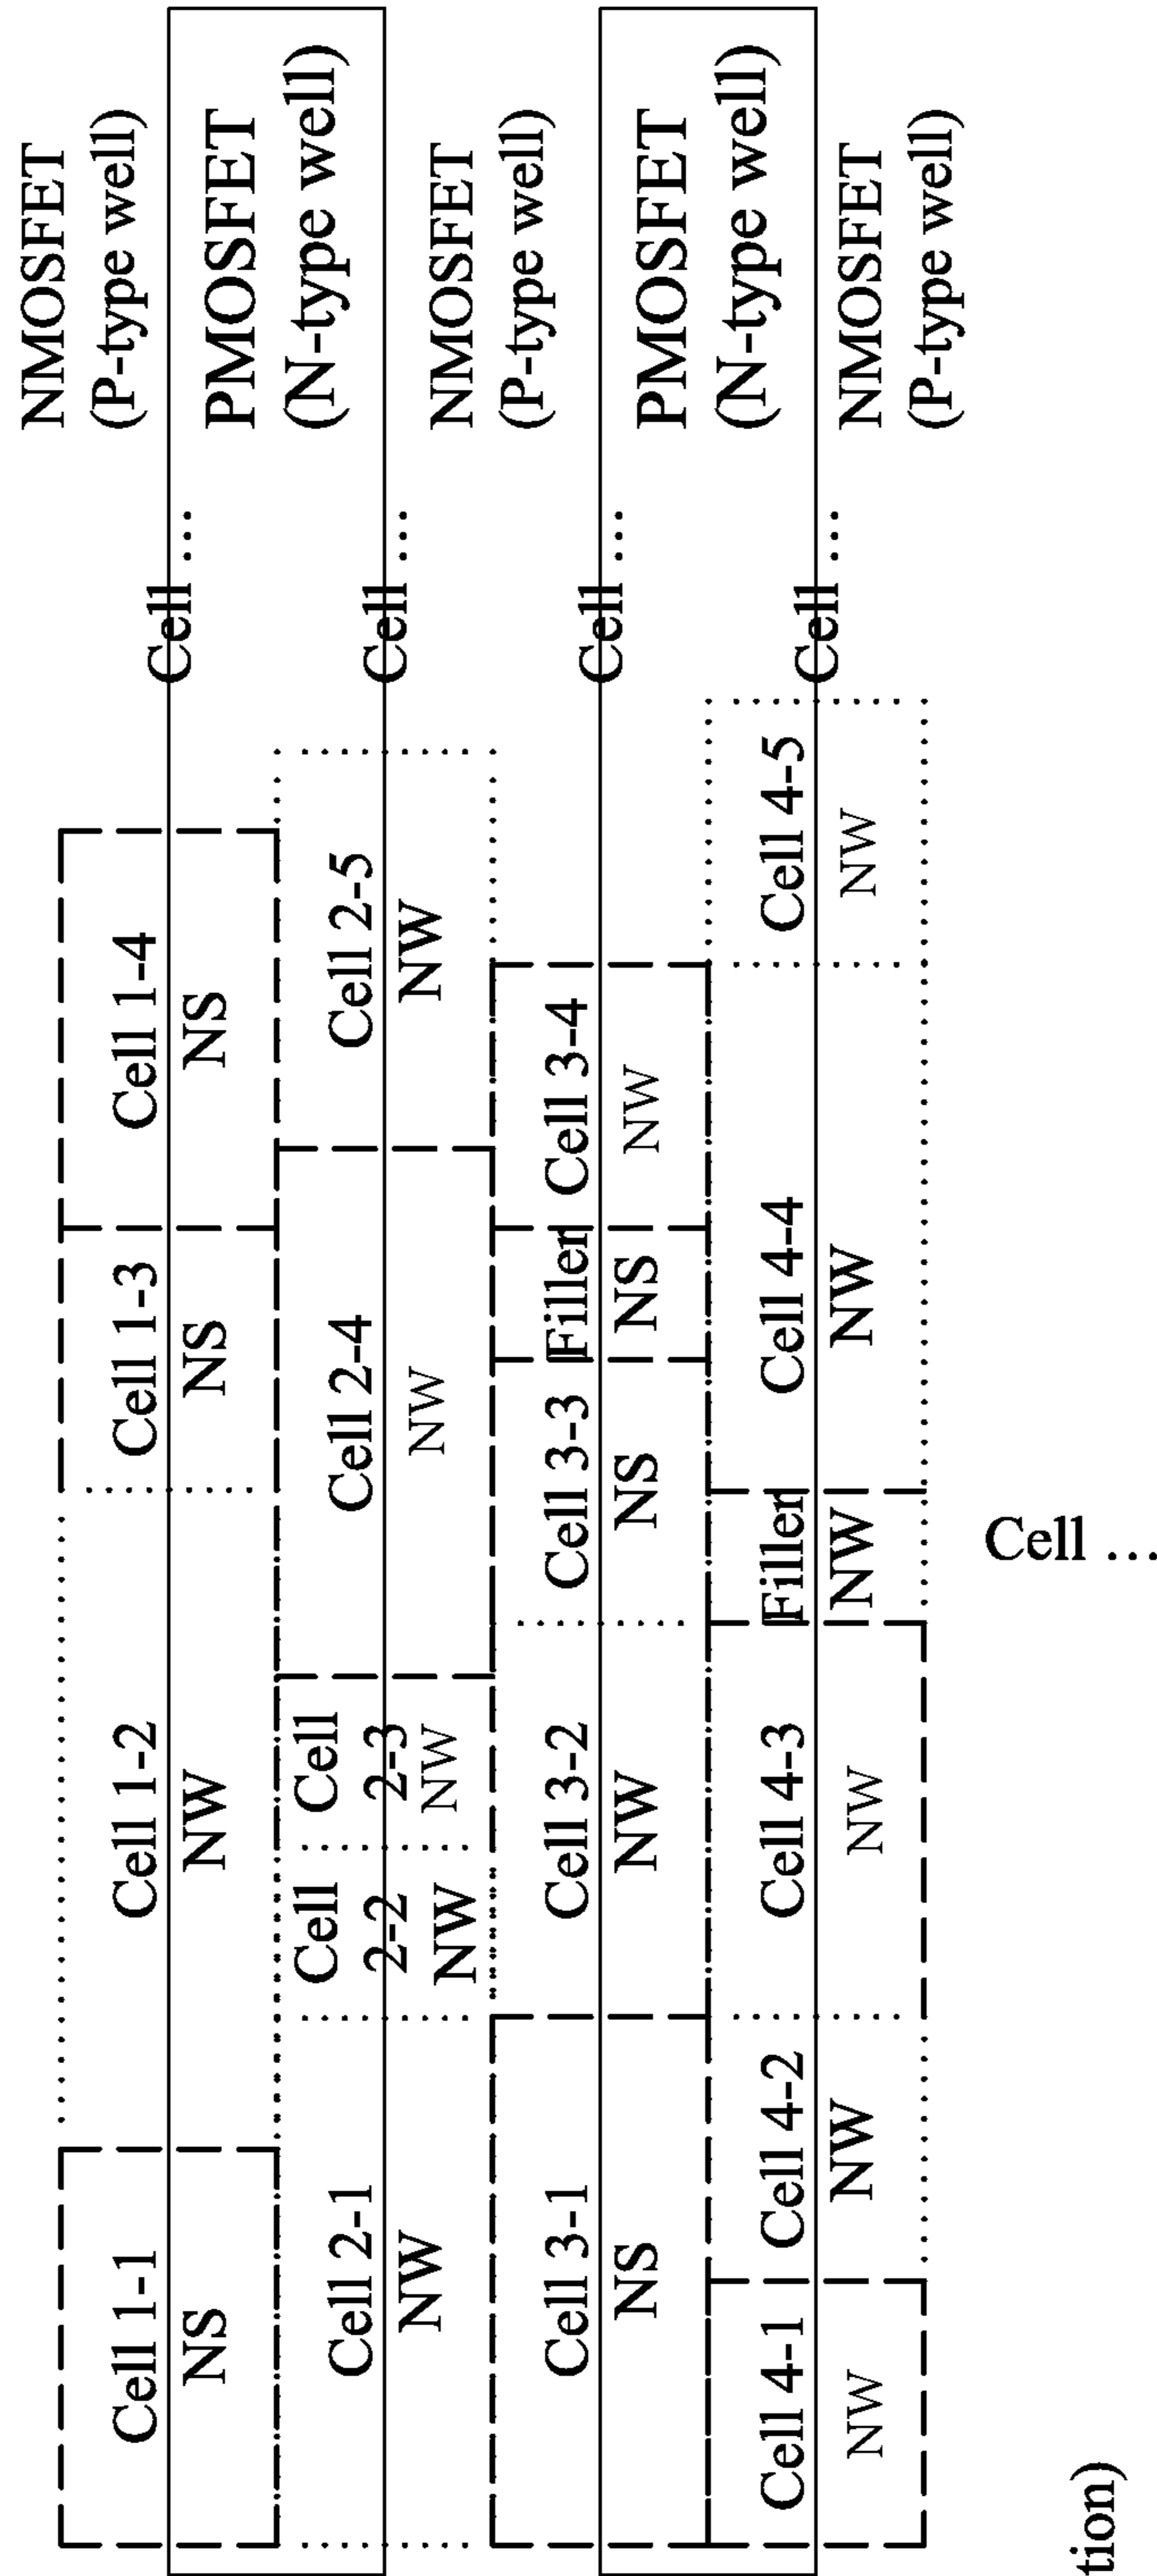 NMOSFET
(P-type well)
Cell 1-1
NS
Cell 1-2
NW
Cell 1-3
NS
Cell 1-4
NS
Cell ...
PMOSFET
(N-type well)
Cell 2-1
NW
Cell
2-2
NW
Cell
2-3
NW
Cell 2-4
NW
Cell 2-5
NW
Cell ...
NMOSFET
(P-type well)
Cell 3-1
NS
Cell 3-2
NW
Cell 3-3
NS
Filler
NS
Cell 3-4
NW
Cell ...
PMOSFET
(N-type well)
Cell 4-1
NW
Cell 4-2
NW
Cell 4-3
NW
Filler
NW
Cell 4-4
NW
Cell 4-5
NW
Cell ...
NMOSFET
(P-type well)
Cell ...
tion)